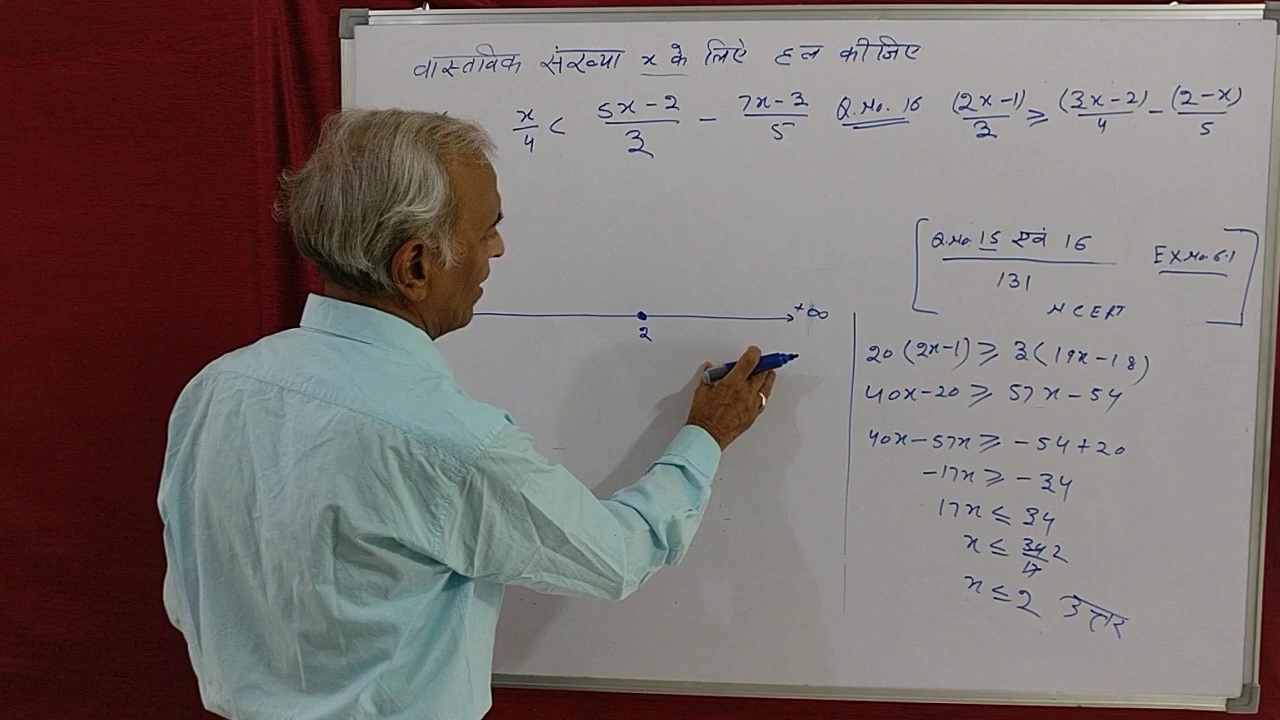 वास्तविक संख्या x के लिऐ हल कीजिए
x/4 < (5x-2)/3 - (7x-3)/5 Q.No. 16 (2x-1)/3 ≥ (3x-2)/4 - (2-x)/5
Q.No. 15 एवं 16 / 131 EX No. 6.1
NCERT
+∞
2
20(2x-1) ≥ 3(19x-18)
40x-20 ≥ 57x-54
40x-57x ≥ -54+20
-17x ≥ -34
17x ≤ 34
x ≤ 34/17 2
x ≤ 2 उत्तर